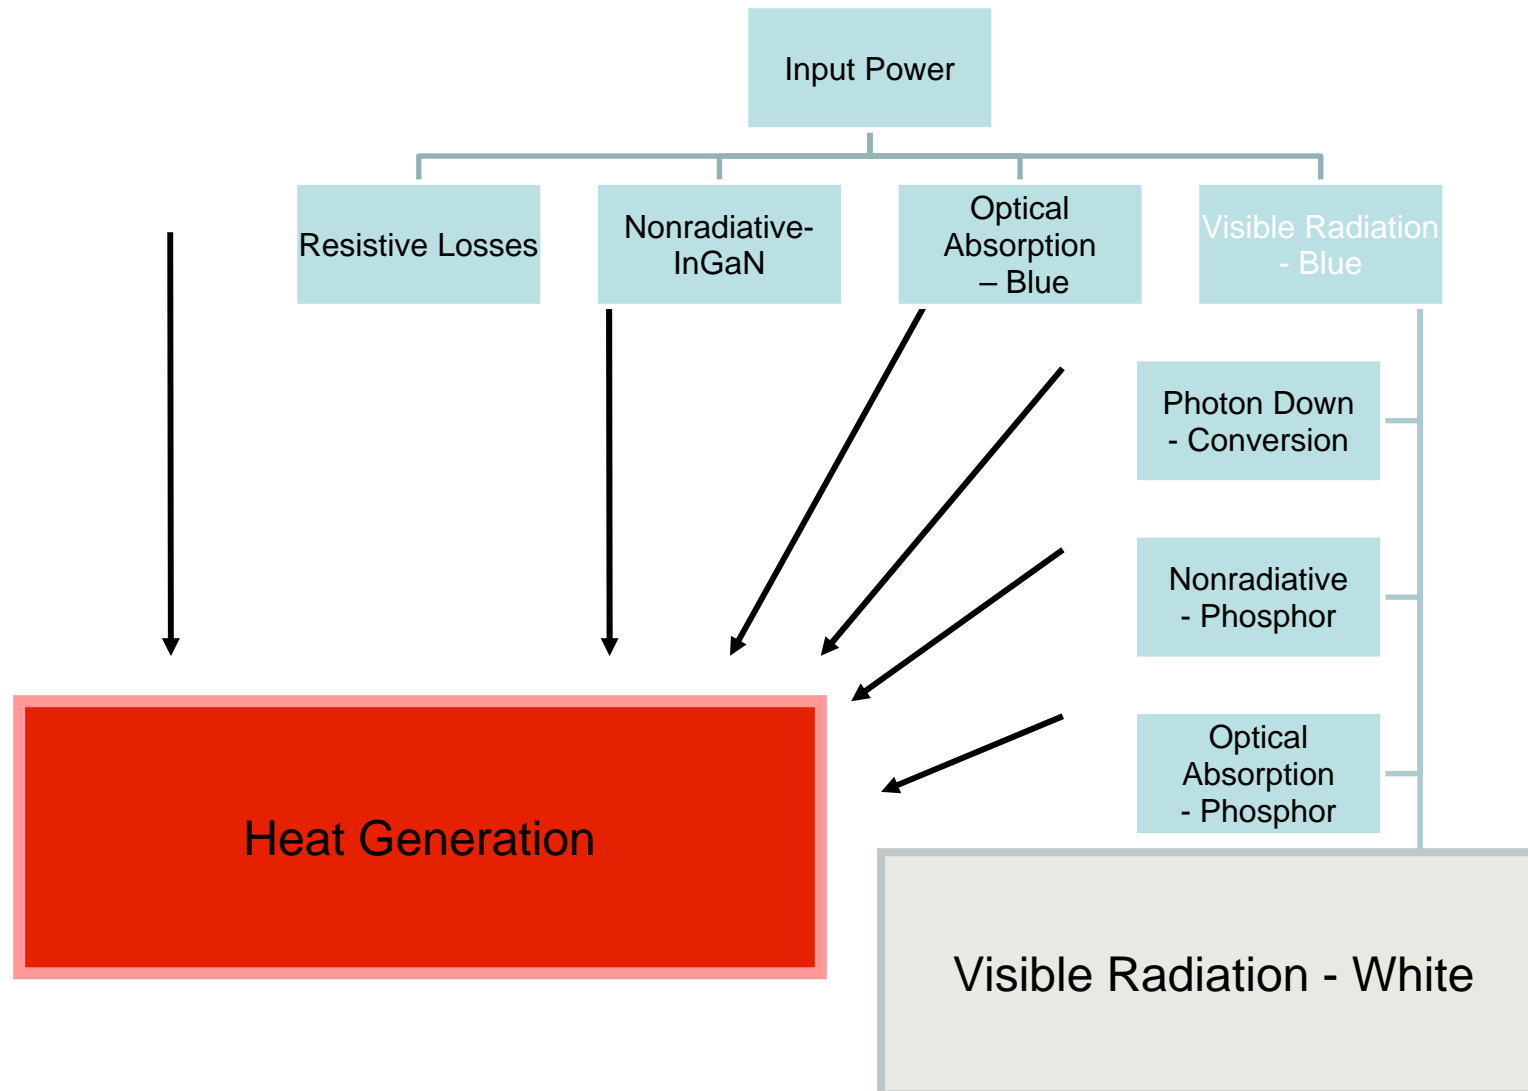 Input Power
Resistive Losses
Nonradiative-
InGaN
Optical
Absorption
– Blue
Visible Radiation
- Blue
Photon Down
- Conversion
Nonradiative
- Phosphor
Optical
Absorption
- Phosphor
Heat Generation
Visible Radiation - White